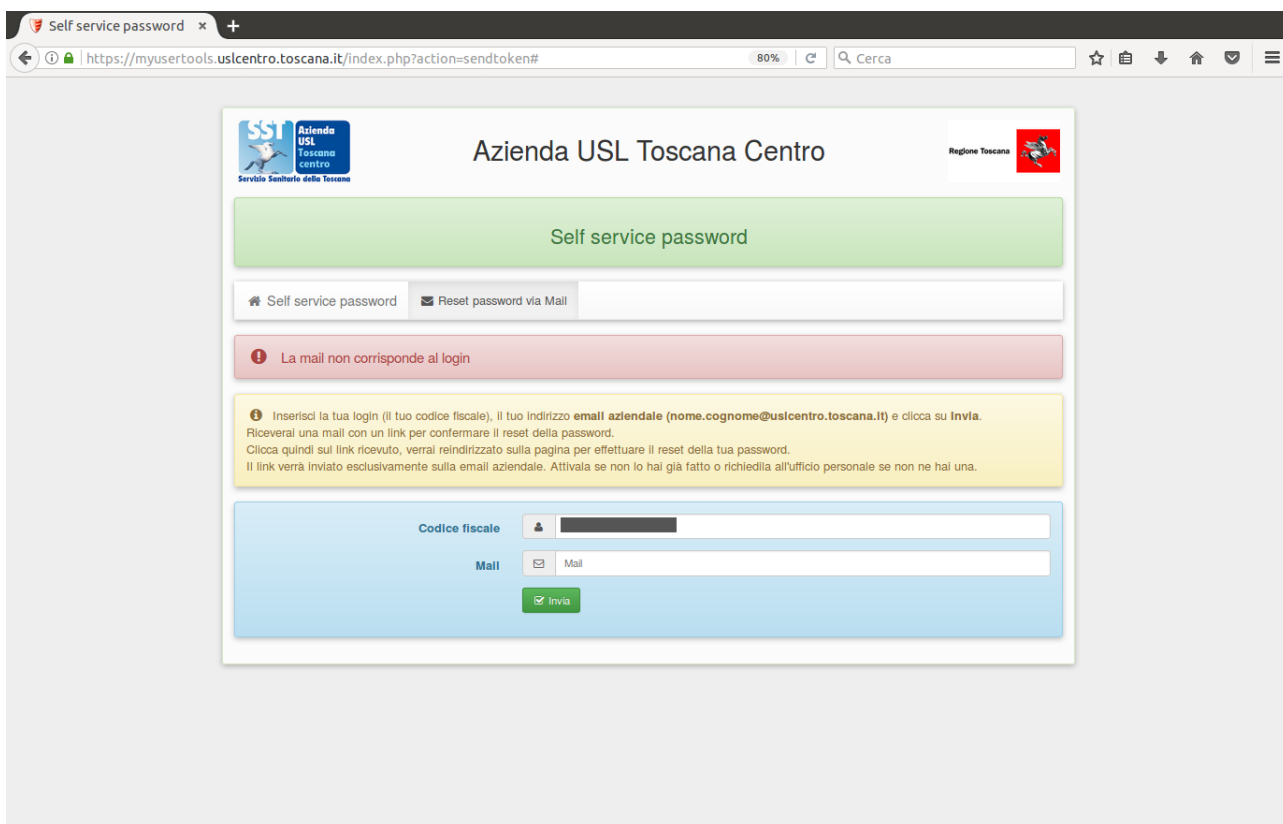 Self service password
https://myusertools.uslcentro.toscana.it/index.php?action=sendtoken#
80%
Cerca
SST
Azienda
USL
Toscana
centro
Servizio Sanitario della Toscana
Azienda USL Toscana Centro
Regione Toscana
Self service password
Self service password
Reset password via Mail
La mail non corrisponde al login
Inserisci la tua login (il tuo codice fiscale), il tuo indirizzo email aziendale (nome.cognome@uslcentro.toscana.it) e clicca su Invia.
Riceverai una mail con un link per confermare il reset della password.
Clicca quindi sul link ricevuto, verrai reindirizzato sulla pagina per effettuare il reset della tua password.
Il link verrà inviato esclusivamente sulla email aziendale. Attivala se non lo hai già fatto o richiedila all'ufficio personale se non ne hai una.
Codice fiscale
Mail
Mail
Invia